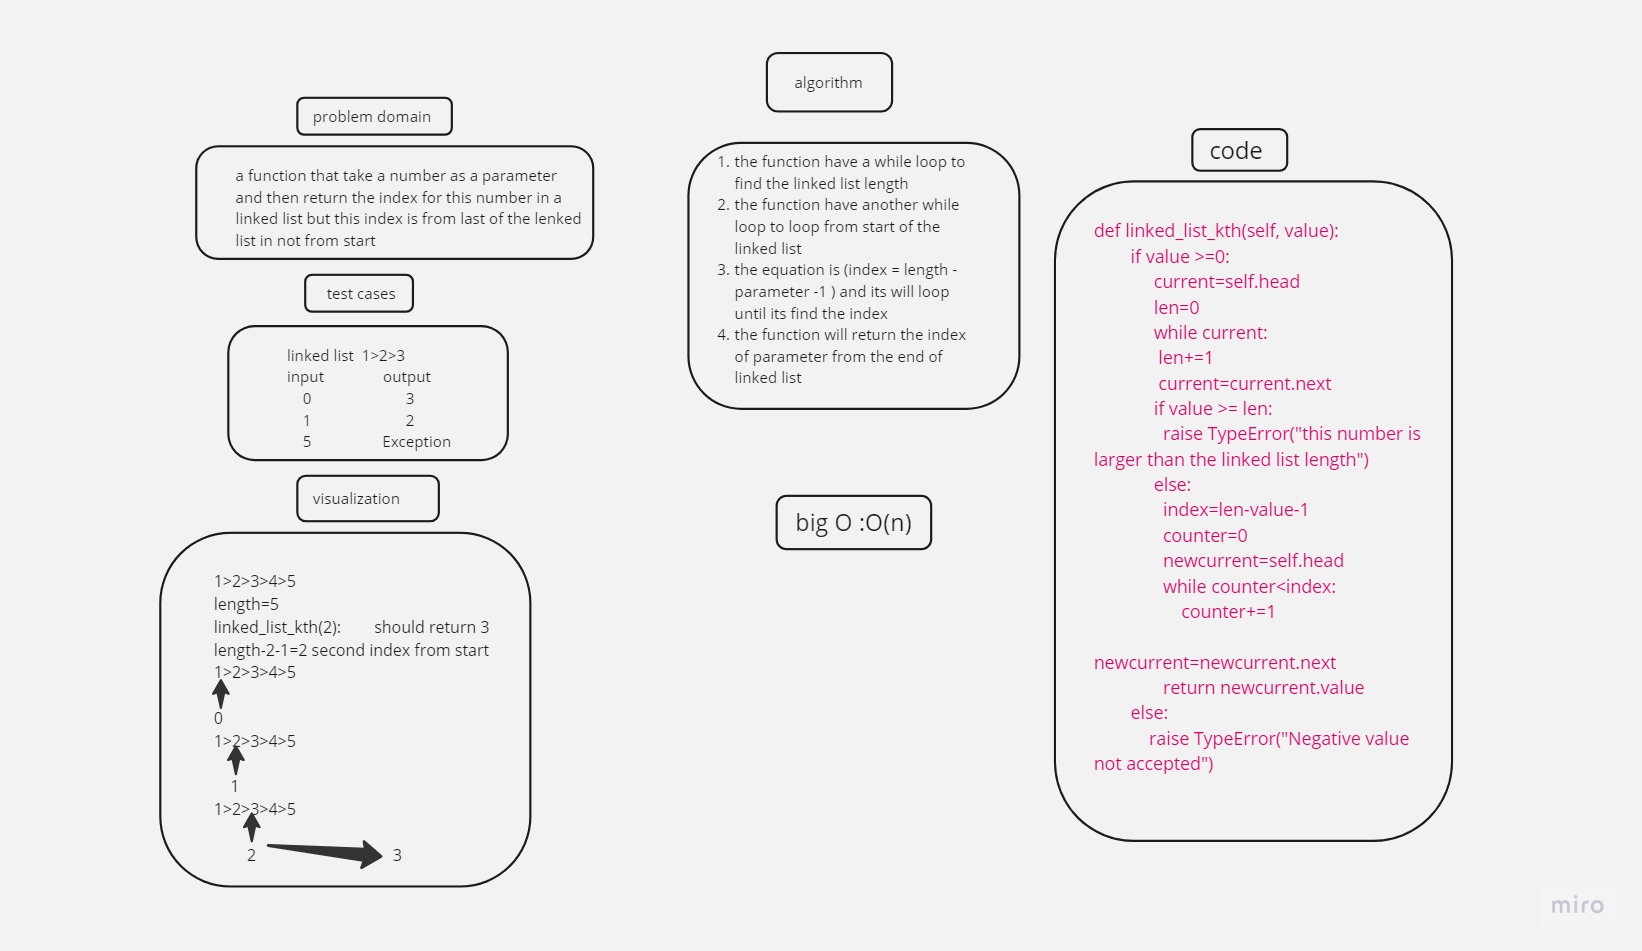 problem domain
a function that take a number as a parameter
and then return the index for this number in a
linked list but this index is from last of the lenked
list in not from start
test cases
linked list 1>2>3
input output
0 3
1 2
5 Exception
visualization
1>2>3>4>5
length=5
linked_list_kth(2): should return 3
length-2-1=2 second index from start
1>2>3>4>5
0
1>2>3>4>5
1
1>2>3>4>5
2 3
algorithm
1. the function have a while loop to
find the linked list length
2. the function have another while
loop to loop from start of the
linked list
3. the equation is (index = length -
parameter -1 ) and its will loop
until its find the index
4. the function will return the index
of parameter from the end of
linked list
big O :O(n)
code
def linked_list_kth(self, value):
if value >=0:
current=self.head
len=0
while current:
len+=1
current=current.next
if value >= len:
raise TypeError("this number is
larger than the linked list length")
else:
index=len-value-1
counter=0
newcurrent=self.head
while counter<index:
counter+=1
newcurrent=newcurrent.next
return newcurrent.value
else:
raise TypeError("Negative value
not accepted")
miro